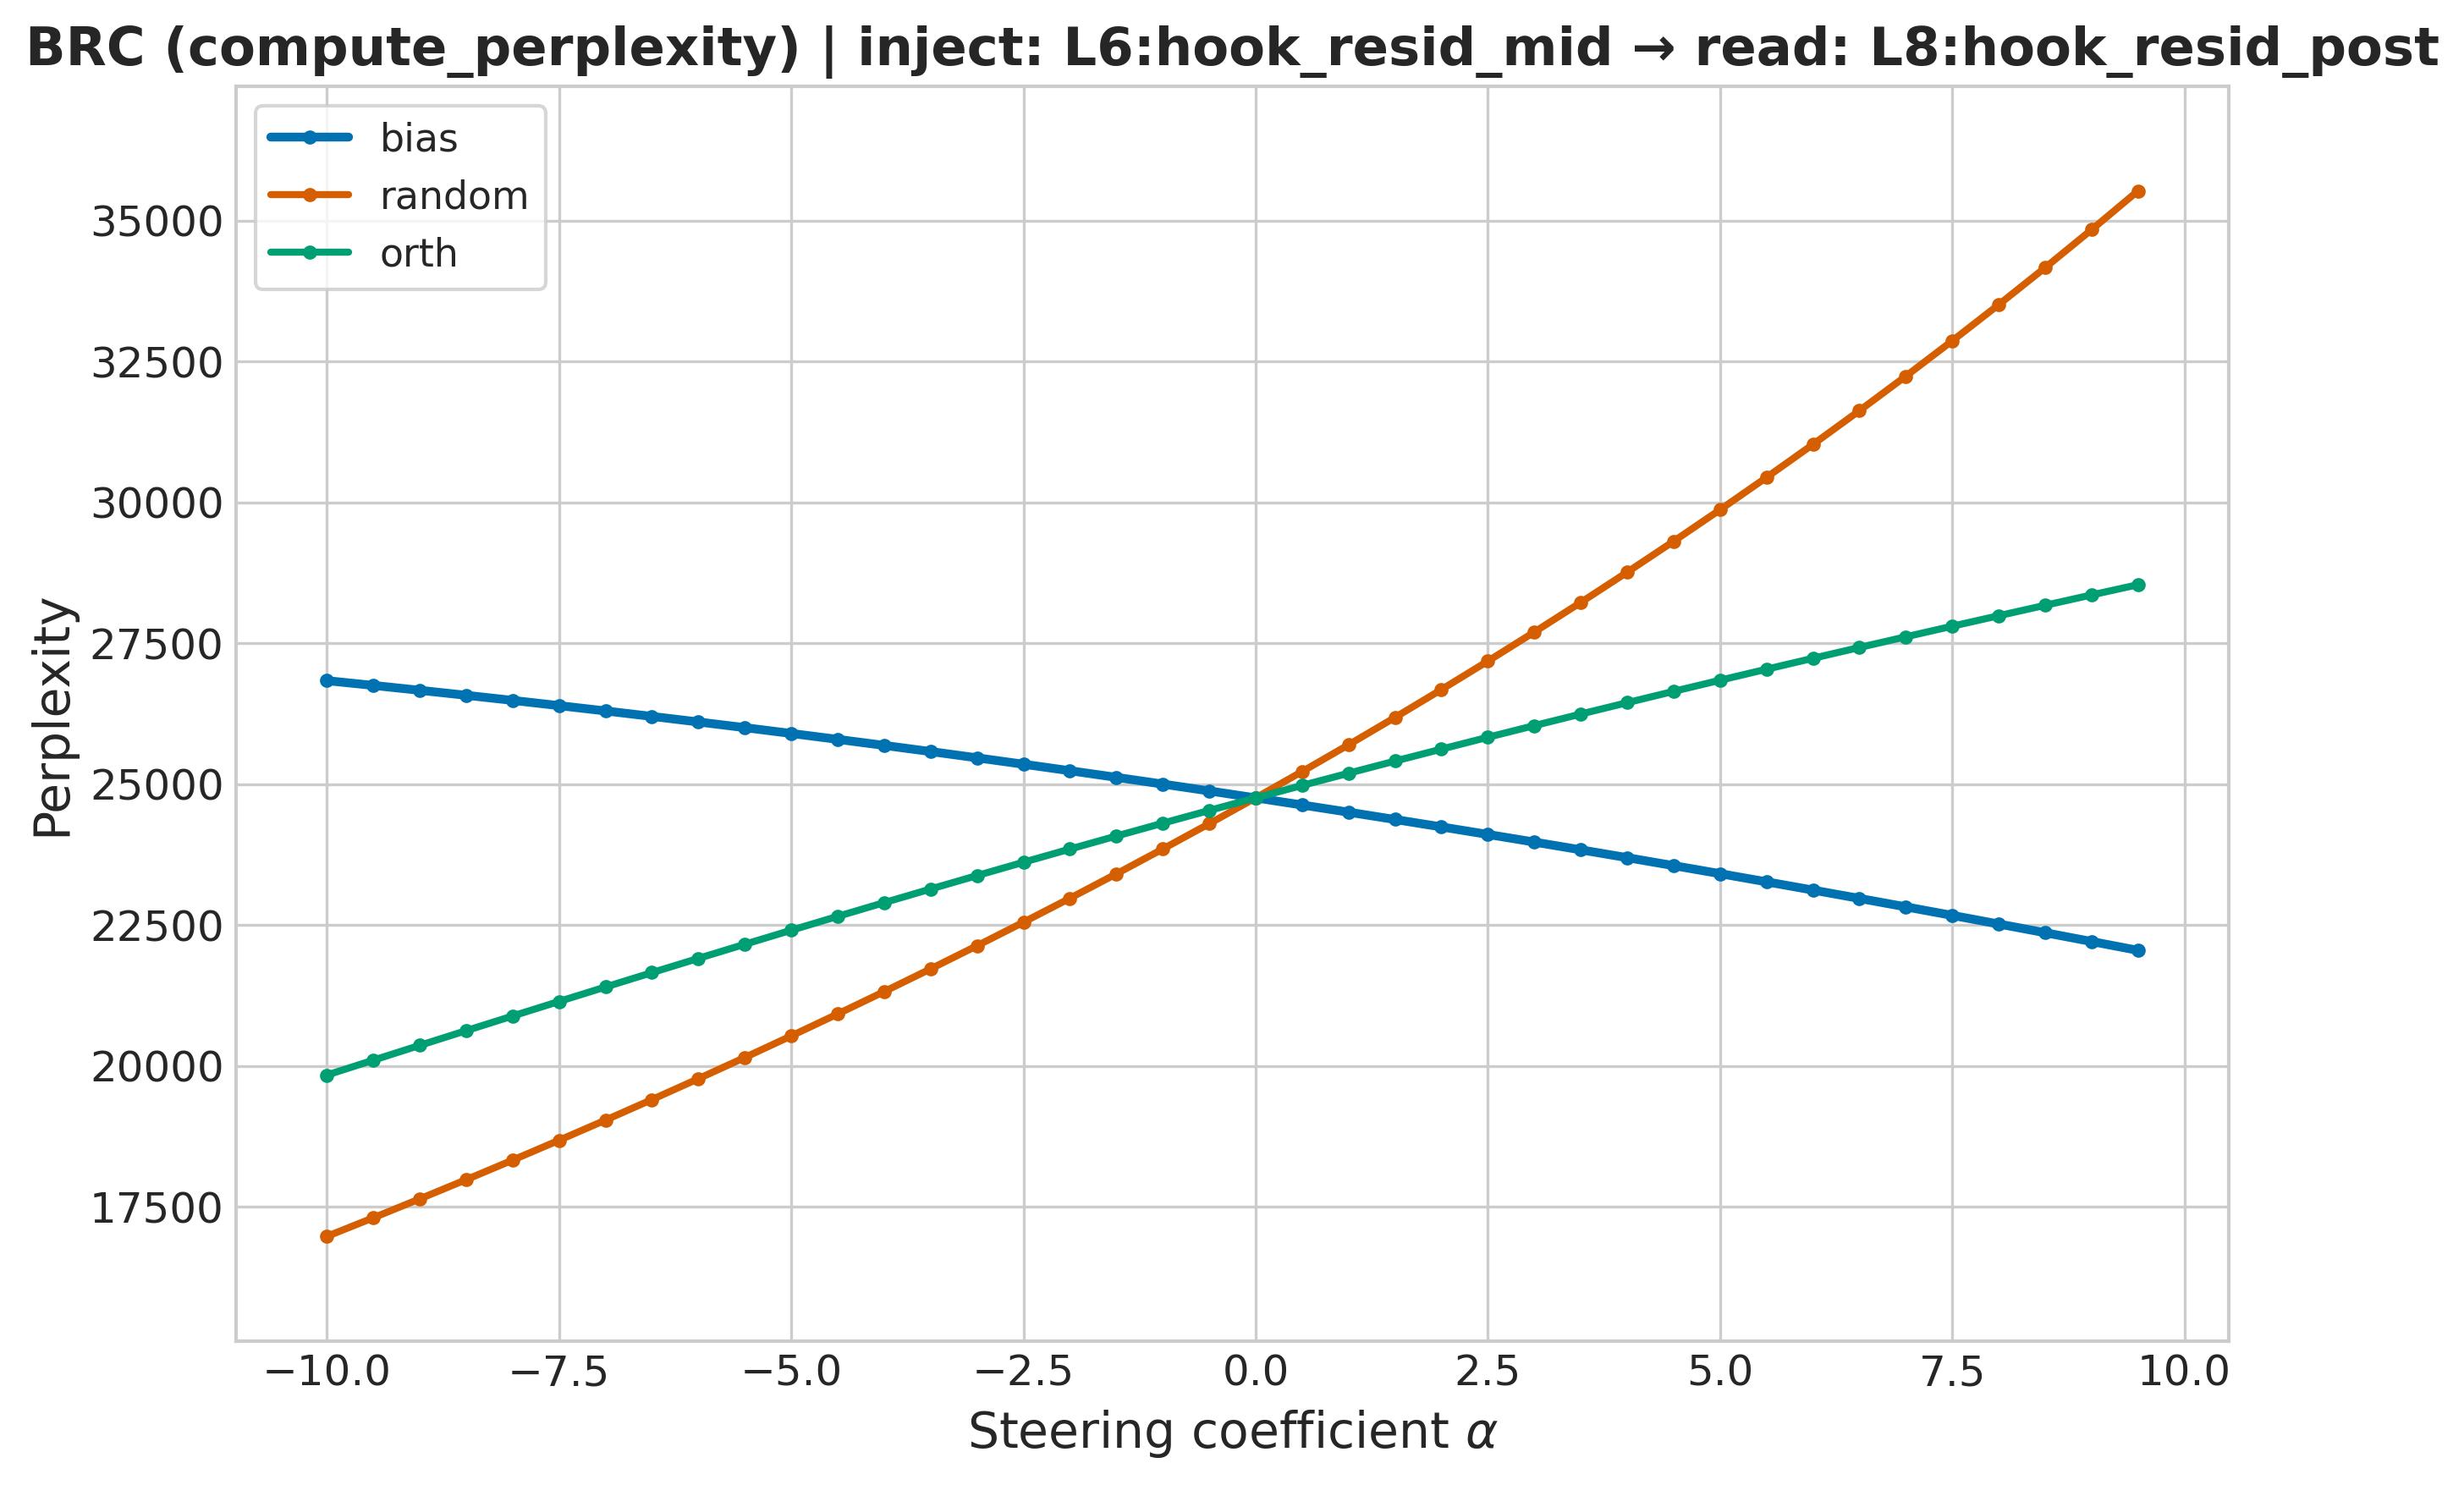 BRC (compute_perplexity) | inject: L6:hook_resid_mid → read: L8:hook_resid_post
bias
random
orth
Perplexity
35000
32500
30000
27500
25000
22500
20000
17500
−10.0 −7.5 −5.0 −2.5 0.0 2.5 5.0 7.5 10.0
Steering coefficient α